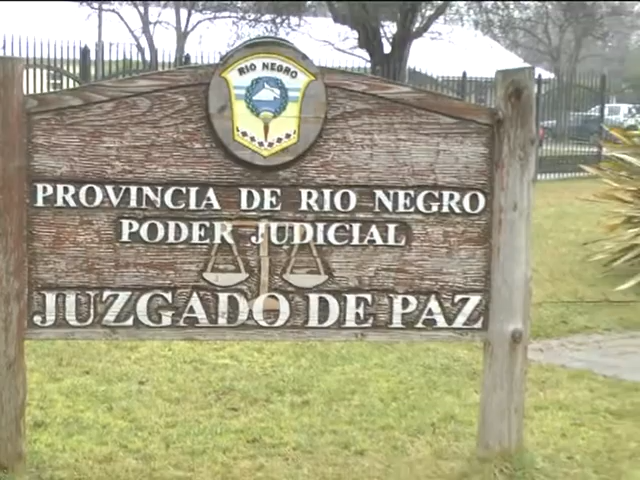 RIO NEGRO
PROVINCIA DE RIO NEGRO
PODER JUDICIAL
JUZGADO DE PAZ